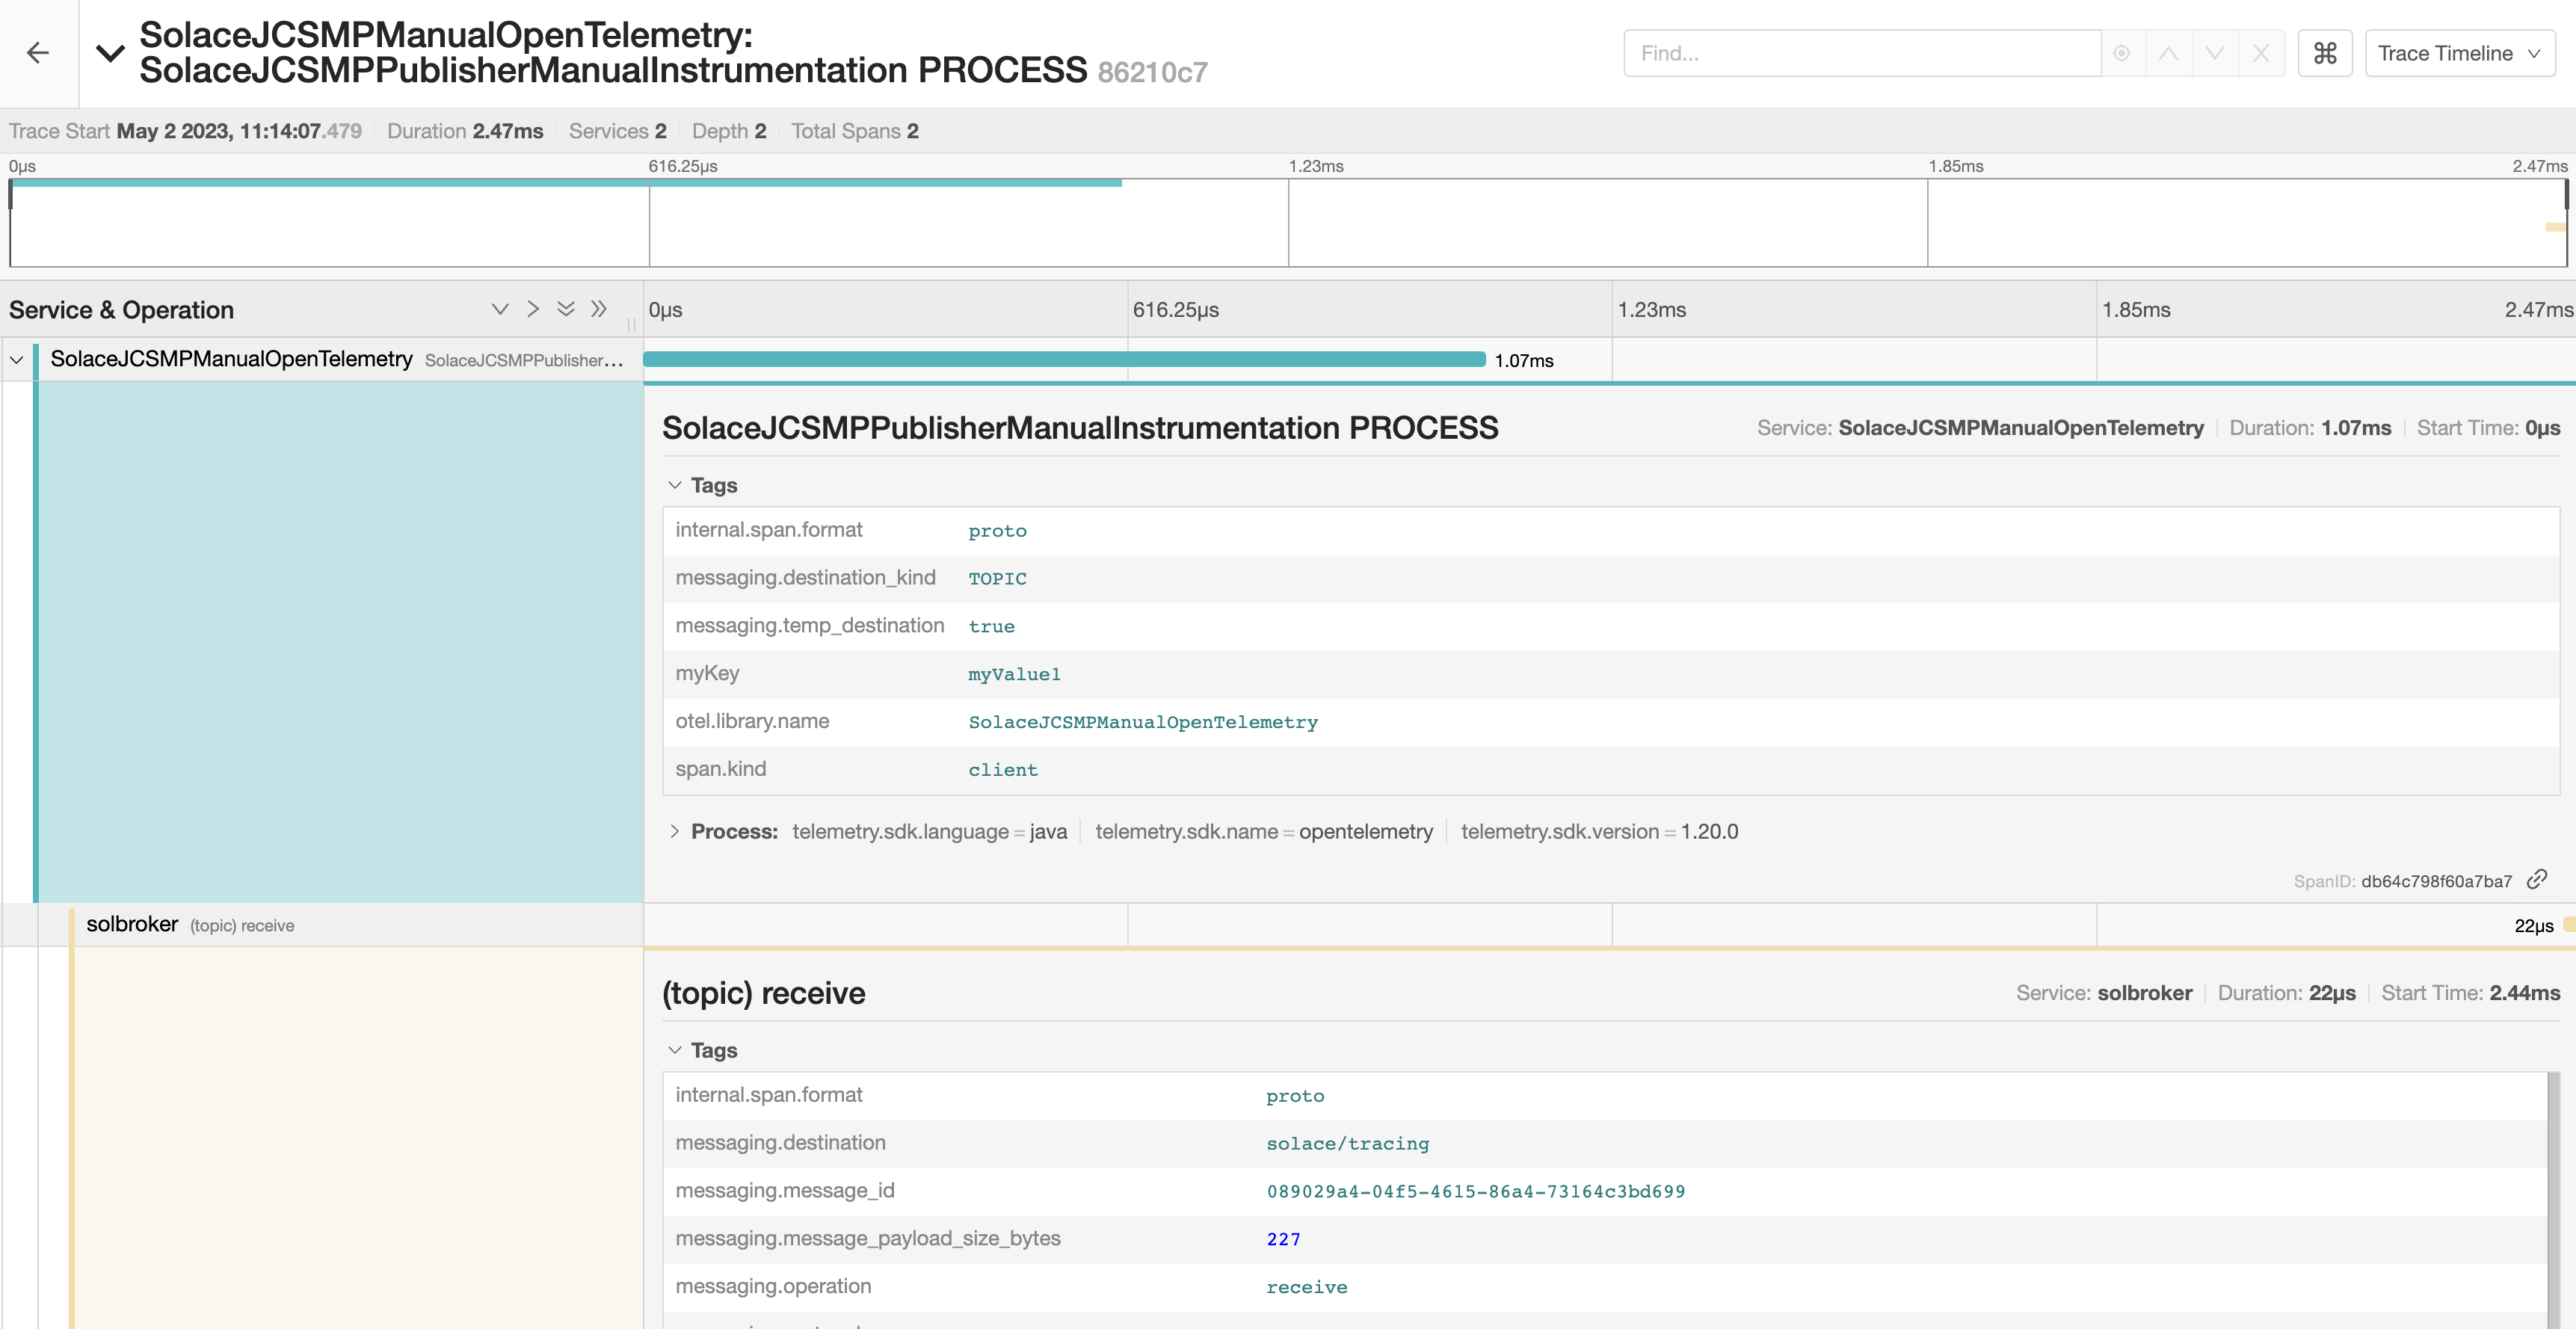 SolaceJCSMPManualOpenTelemetry:
SolaceJCSMPPublisherManualInstrumentation PROCESS 86210c7
Find...
Trace Timeline
Trace Start May 2 2023, 11:14:07.479 Duration 2.47ms Services 2 Depth 2 Total Spans 2
0μs 616.25μs 1.23ms 1.85ms 2.47ms
Service & Operation 0μs 616.25μs 1.23ms 1.85ms 2.47ms
SolaceJCSMPManualOpenTelemetry SolaceJCSMPPublisher... 1.07ms
SolaceJCSMPPublisherManualInstrumentation PROCESS Service: SolaceJCSMPManualOpenTelemetry Duration: 1.07ms Start Time: 0μs
Tags
internal.span.format proto
messaging.destination_kind TOPIC
messaging.temp_destination true
myKey myValue1
otel.library.name SolaceJCSMPManualOpenTelemetry
span.kind client
Process: telemetry.sdk.language = java telemetry.sdk.name = opentelemetry telemetry.sdk.version = 1.20.0
SpanID: db64c798f60a7ba7
solbroker (topic) receive 22μs
(topic) receive Service: solbroker Duration: 22μs Start Time: 2.44ms
Tags
internal.span.format proto
messaging.destination solace/tracing
messaging.message_id 089029a4-04f5-4615-86a4-73164c3bd699
messaging.message_payload_size_bytes 227
messaging.operation receive